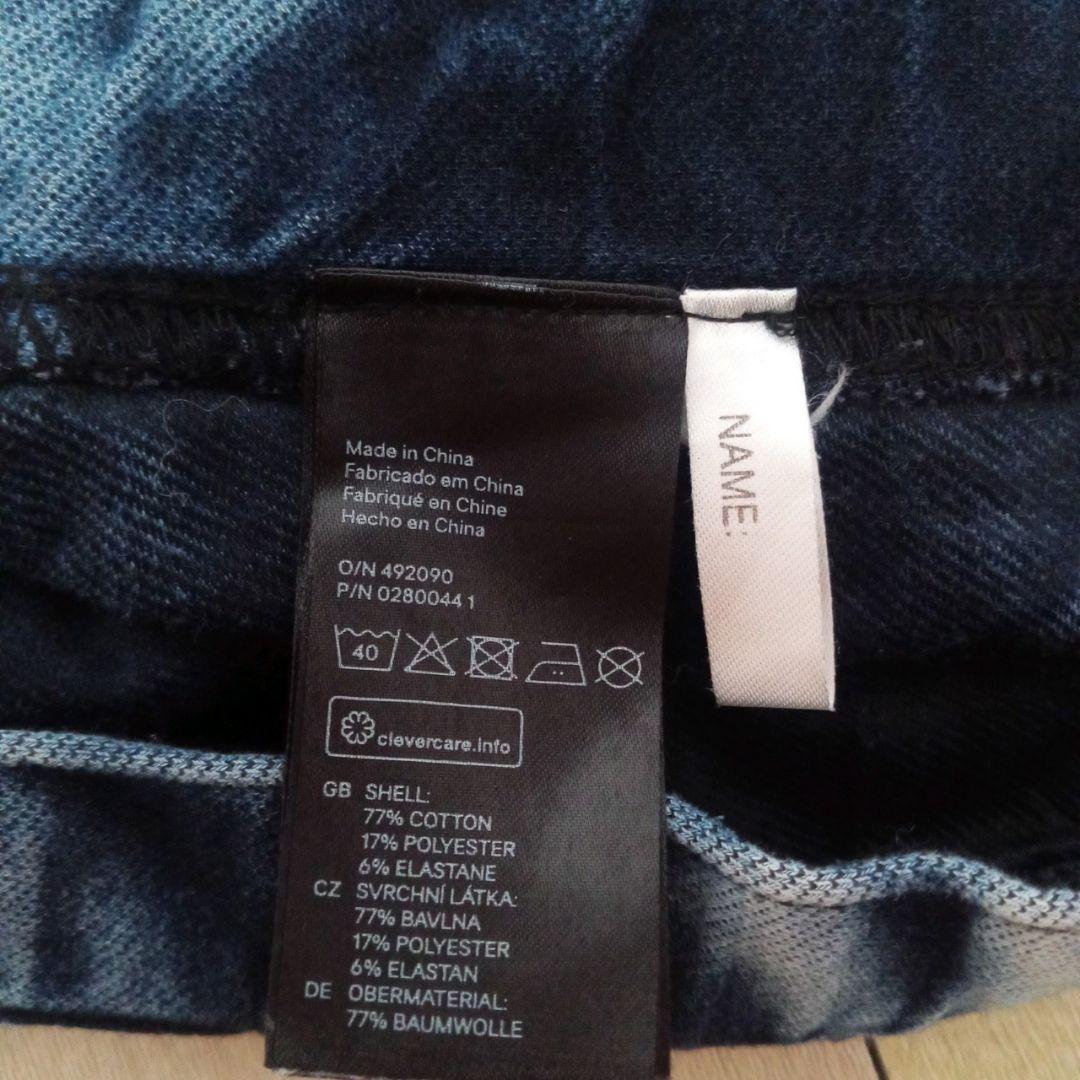 Made in China
Fabricado em China
Fabriqué en Chine
Hecho en China
O/N 492090
P/N 0280044 1
40
clevercare.info
GB SHELL:
77% COTTON
17% POLYESTER
6% ELASTANE
CZ SVRCHNÍ LÁTKA:
77% BAVLNA
17% POLYESTER
6% ELASTAN
DE OBERMATERIAL:
77% BAUMWOLLE
NAME: